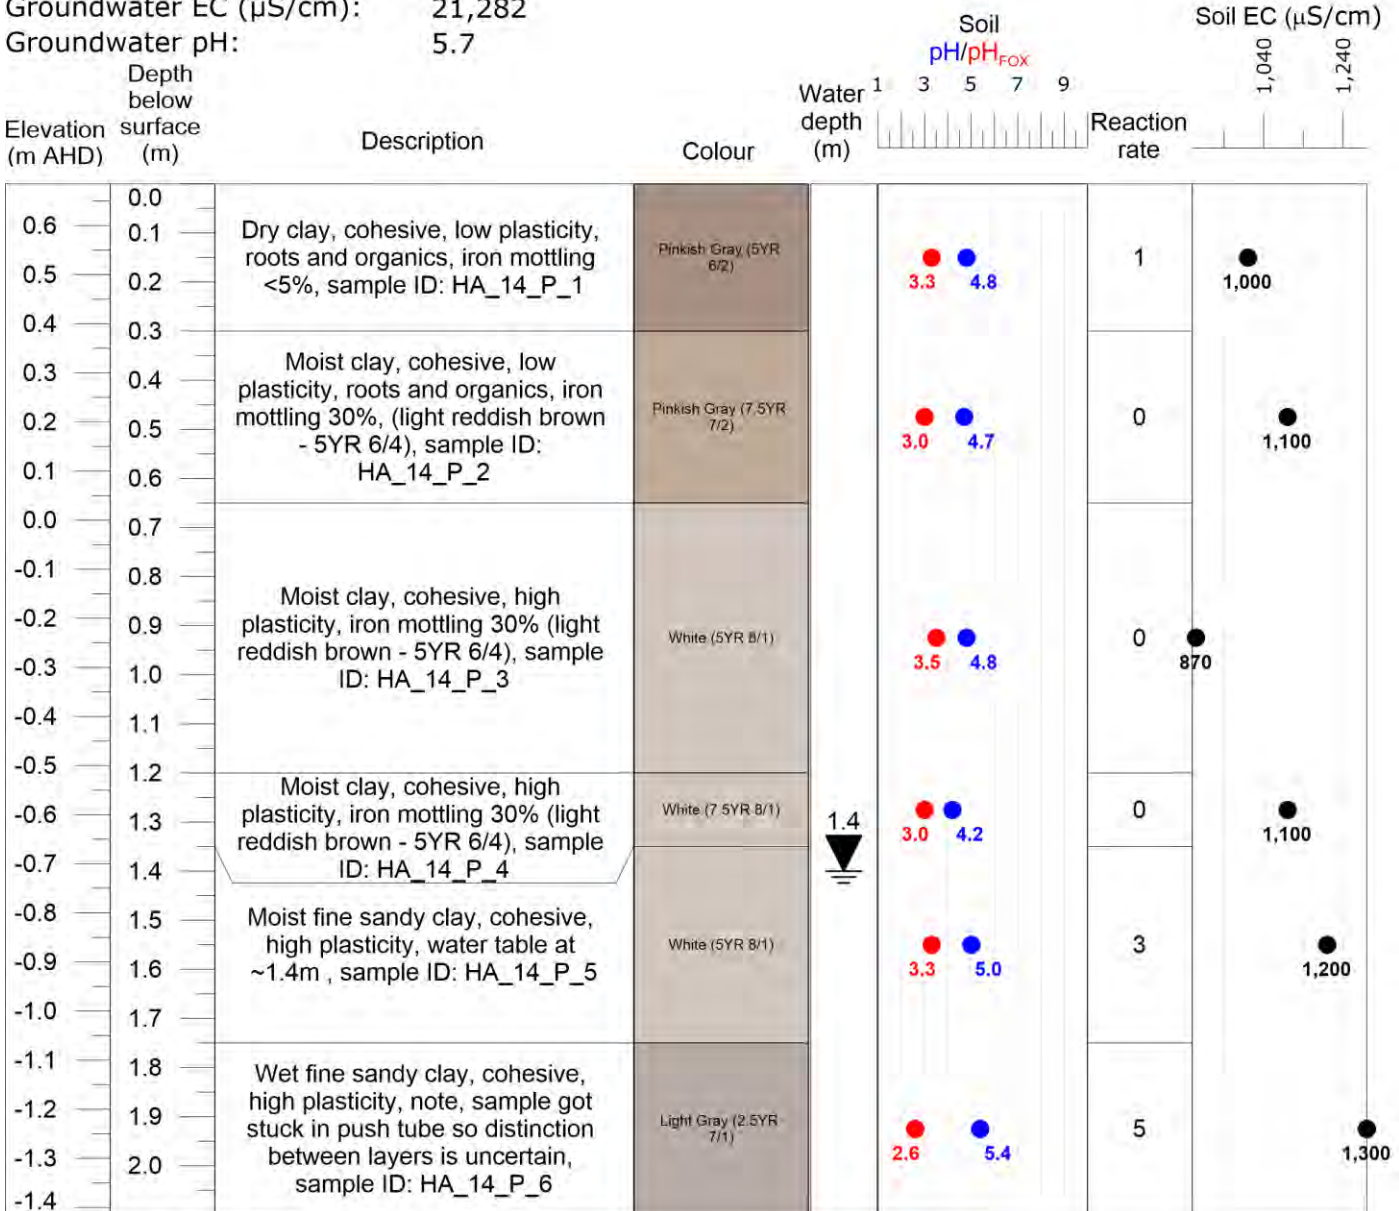 Groundwater EC (µS/cm): 21,282
Groundwater pH: 5.7
Elevation
(m AHD)
Depth
below
surface
(m)
Description
Colour
Water
depth
(m)
Soil
pH/pHFOX
1 3 5 7 9
Reaction
rate
Soil EC (µS/cm)
1,040
1,240
0.6
0.5
0.4
0.3
0.2
0.1
0.0
-0.1
-0.2
-0.3
-0.4
-0.5
-0.6
-0.7
-0.8
-0.9
-1.0
-1.1
-1.2
-1.3
-1.4
0.0
0.1
0.2
0.3
0.4
0.5
0.6
0.7
0.8
0.9
1.0
1.1
1.2
1.3
1.4
1.5
1.6
1.7
1.8
1.9
2.0
Dry clay, cohesive, low plasticity,
roots and organics, iron mottling
<5%, sample ID: HA_14_P_1
Pinkish Gray (5YR
6/2)
3.3 4.8
1
1,000
Moist clay, cohesive, low
plasticity, roots and organics, iron
mottling 30%, (light reddish brown
- 5YR 6/4), sample ID:
HA_14_P_2
Pinkish Gray (7.5YR
7/2)
3.0 4.7
0
1,100
Moist clay, cohesive, high
plasticity, iron mottling 30% (light
reddish brown - 5YR 6/4), sample
ID: HA_14_P_3
White (5YR 8/1)
3.5 4.8
0
870
Moist clay, cohesive, high
plasticity, iron mottling 30% (light
reddish brown - 5YR 6/4), sample
ID: HA_14_P_4
White (7.5YR 8/1)
1.4
3.0 4.2
0
1,100
Moist fine sandy clay, cohesive,
high plasticity, water table at
~1.4m , sample ID: HA_14_P_5
White (5YR 8/1)
3.3 5.0
3
1,200
Wet fine sandy clay, cohesive,
high plasticity, note, sample got
stuck in push tube so distinction
between layers is uncertain,
sample ID: HA_14_P_6
Light Gray (2.5YR
7/1)
2.6 5.4
5
1,300